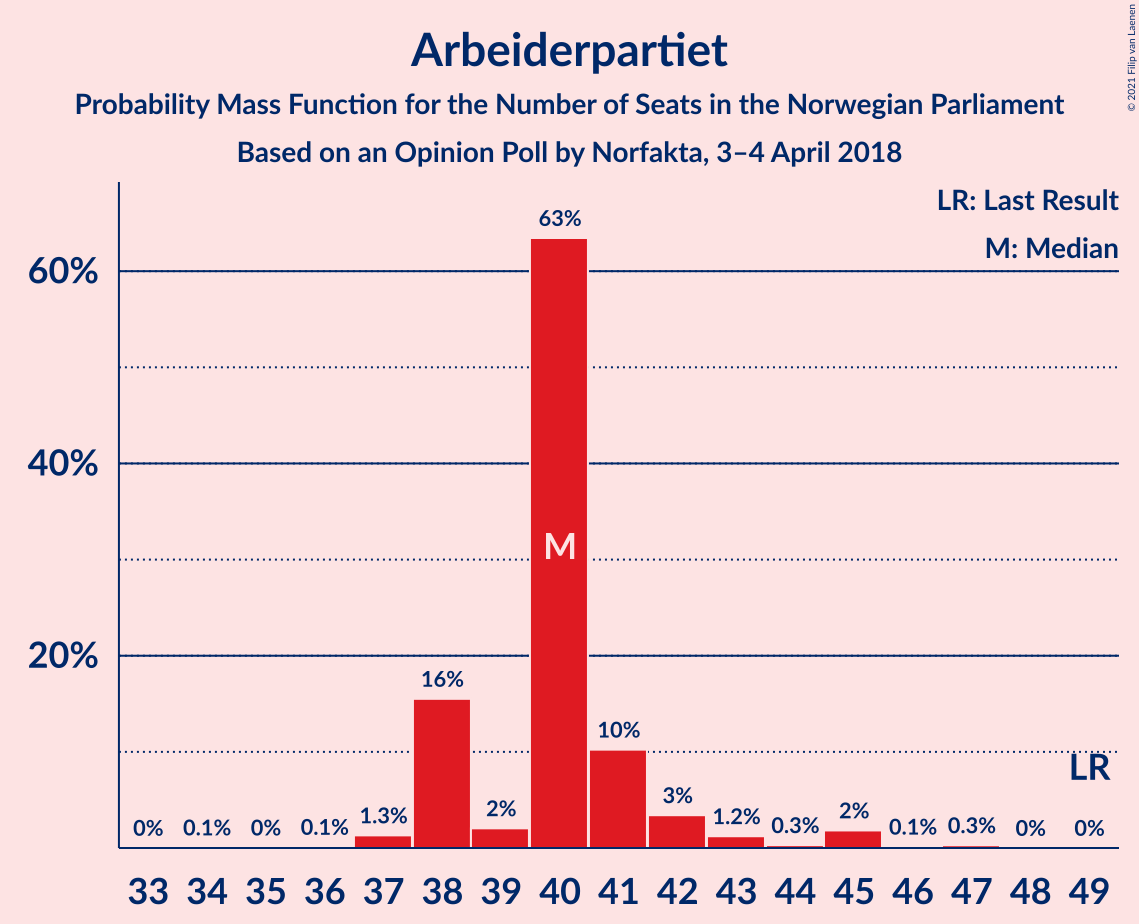 Arbeiderpartiet
Probability Mass Function for the Number of Seats in the Norwegian Parliament
Based on an Opinion Poll by Norfakta, 3–4 April 2018
© 2021 Filip van Laenen
LR: Last Result
M: Median
60%
40%
20%
0% 0.1% 0% 0.1% 1.3% 16% 2% 63% 10% 3% 1.2% 0.3% 2% 0.1% 0.3% 0% 0%
M
LR
33 34 35 36 37 38 39 40 41 42 43 44 45 46 47 48 49